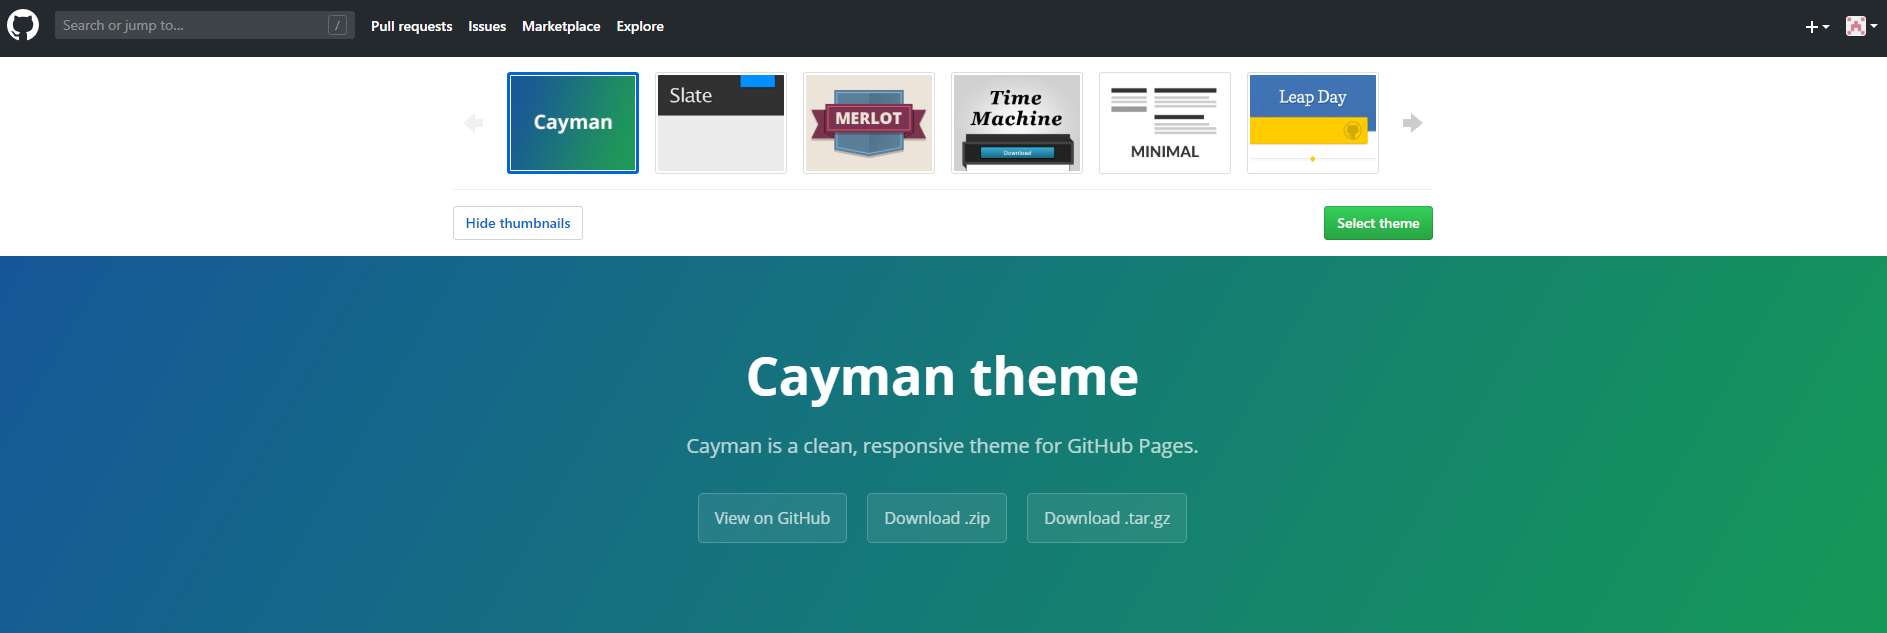 Search or jump to... / Pull requests Issues Marketplace Explore
Cayman
Slate
MERLOT
Time
Machine
Download
MINIMAL
Leap Day
Hide thumbnails
Select theme
Cayman theme
Cayman is a clean, responsive theme for GitHub Pages.
View on GitHub
Download .zip
Download .tar.gz